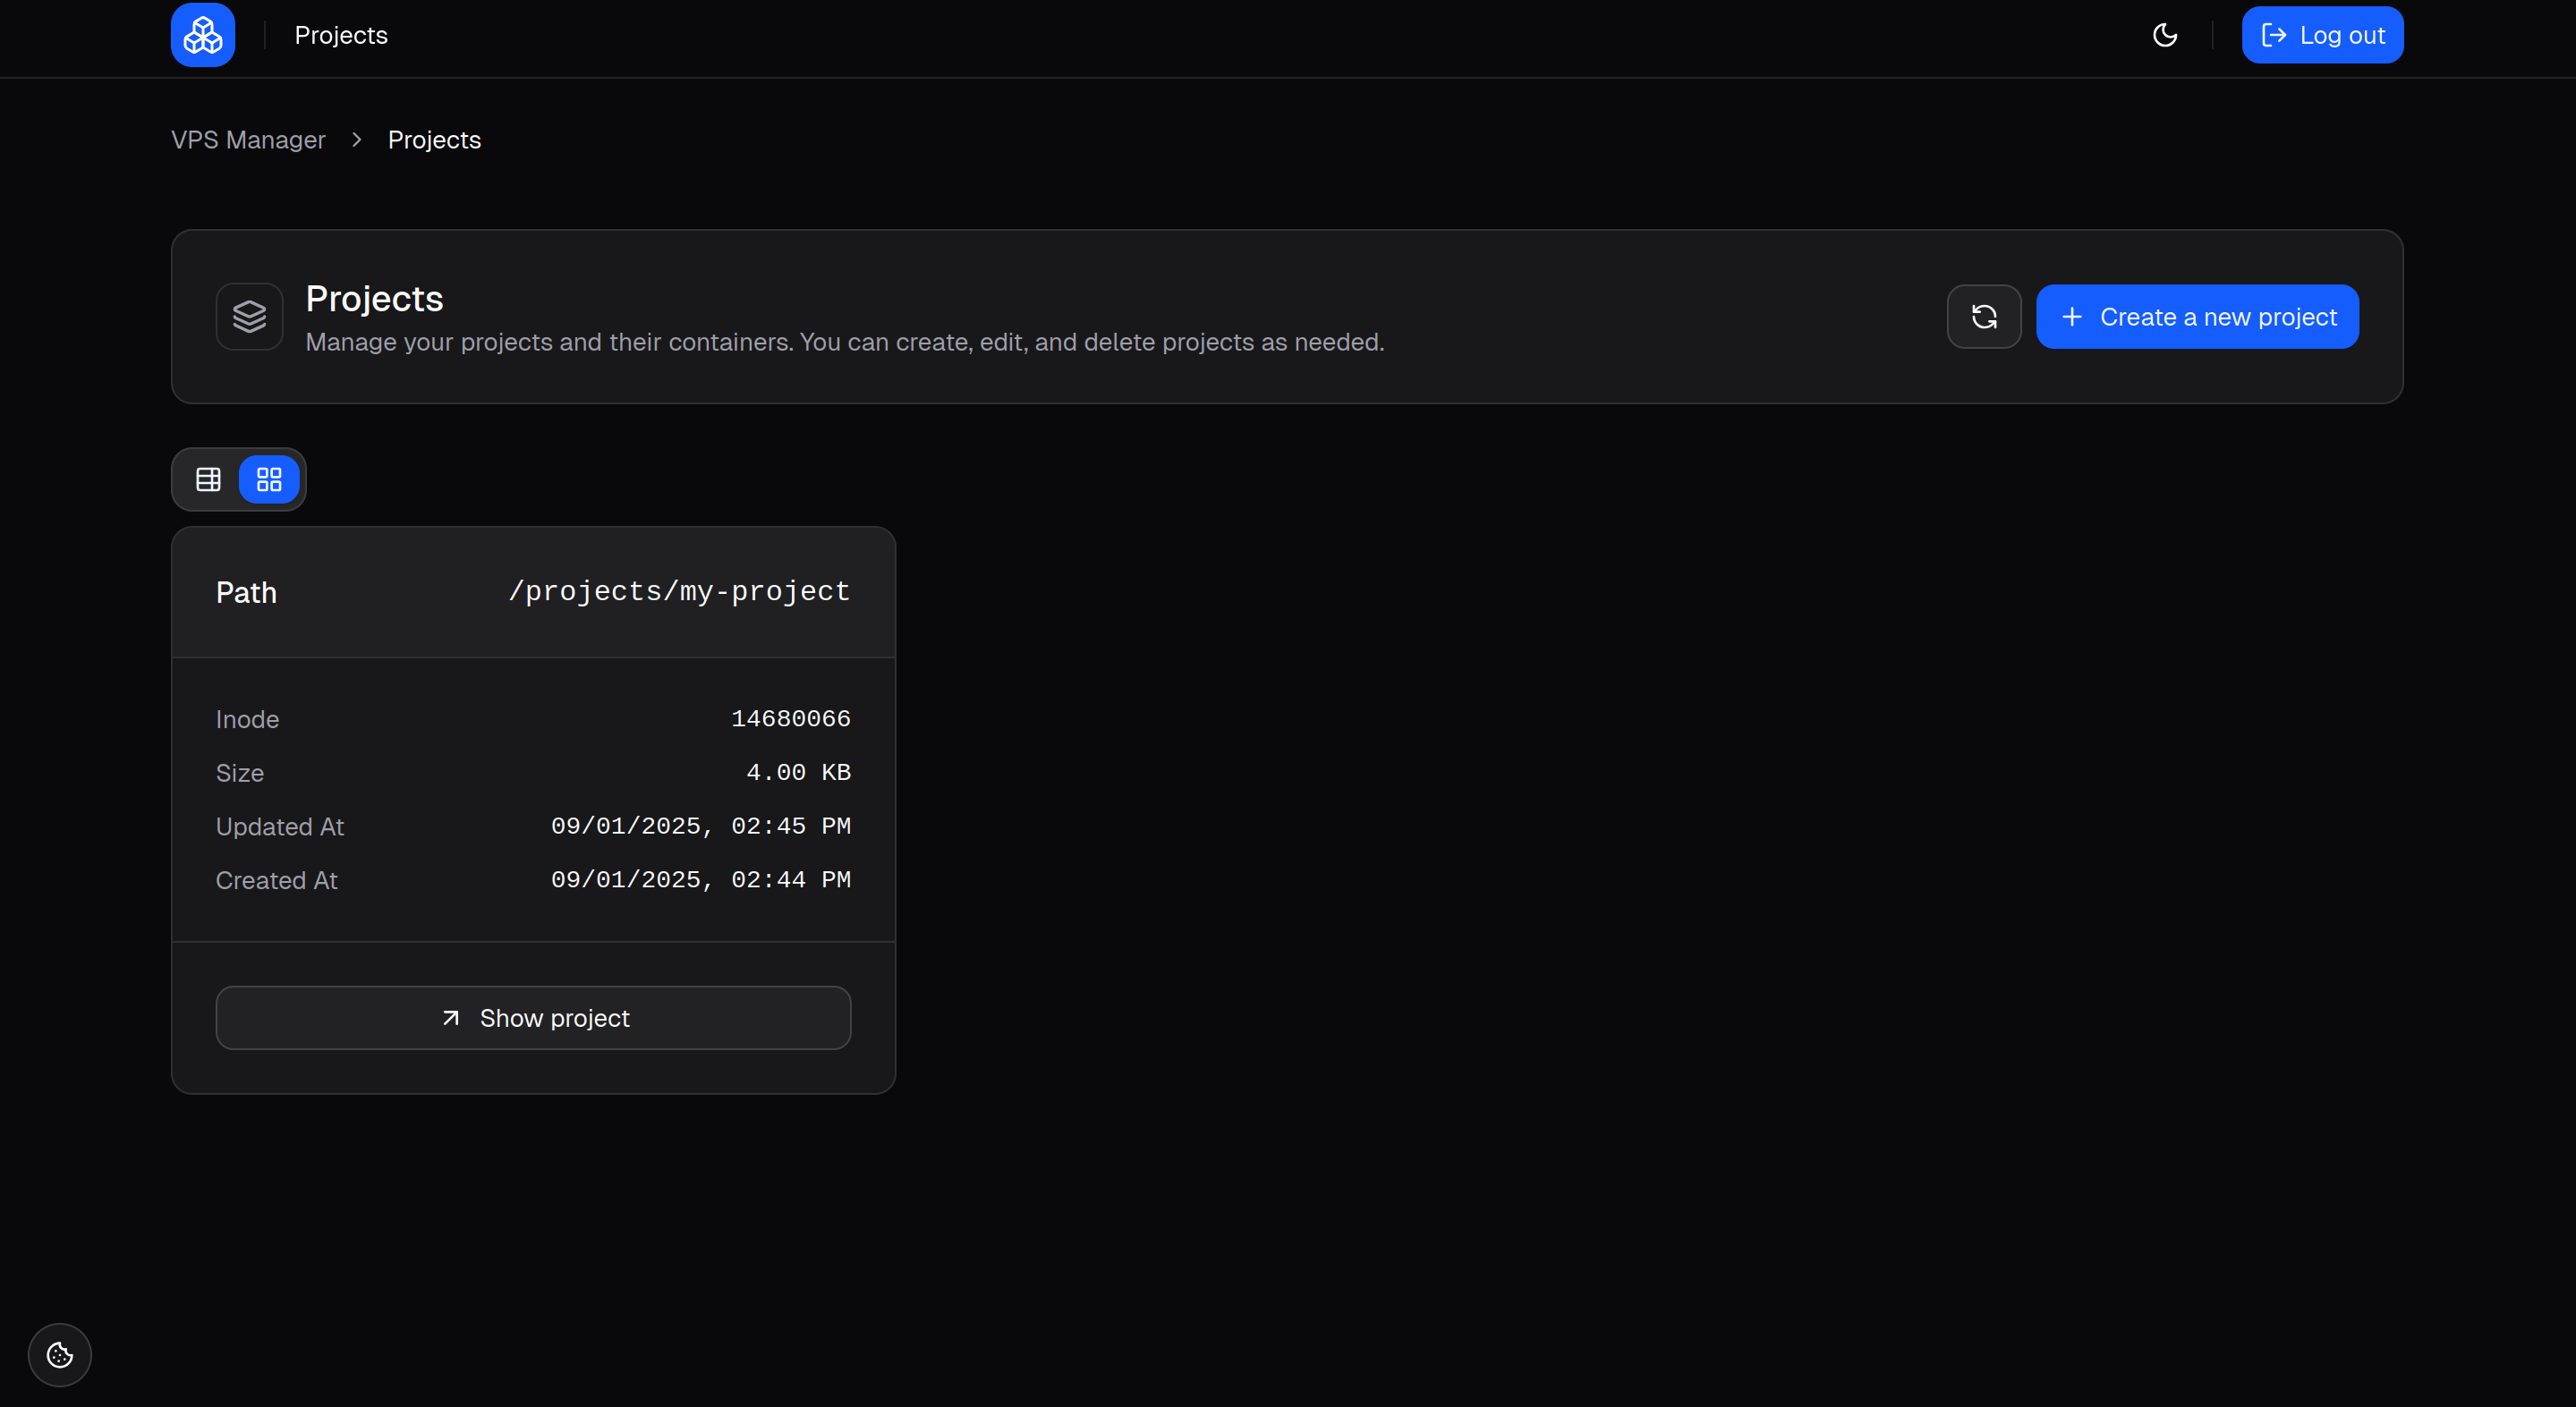 Projects
Log out
VPS Manager
Projects
Projects
Manage your projects and their containers. You can create, edit, and delete projects as needed.
Create a new project
Path /projects/my-project
Inode 14680066
Size 4.00 KB
Updated At 09/01/2025, 02:45 PM
Created At 09/01/2025, 02:44 PM
Show project